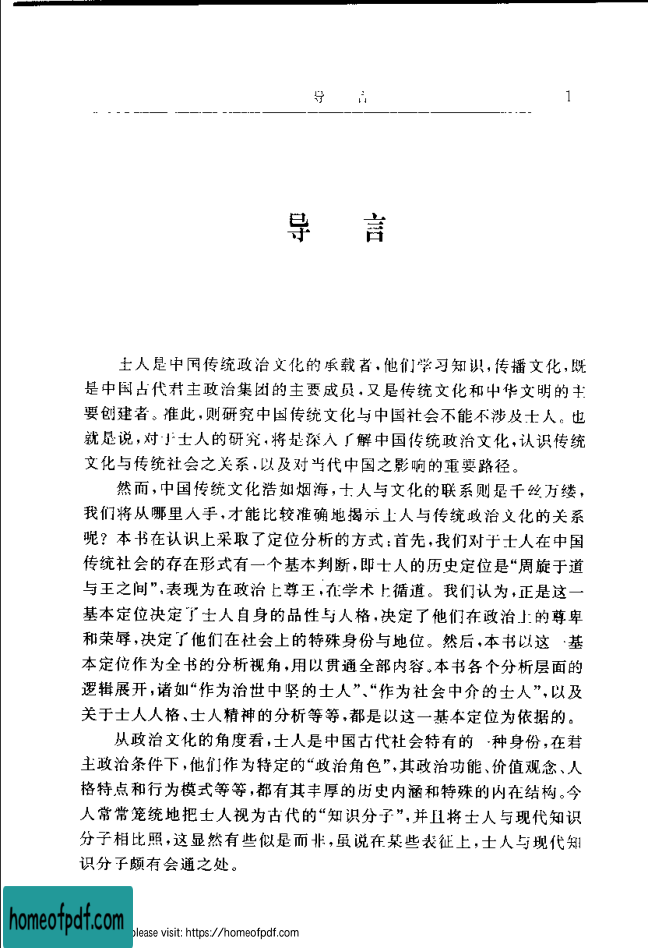 导 言 1
导 言
士人是中国传统政治文化的承载者,他们学习知识,传播文化,既
是中国古代君主政治集团的主要成员,又是传统文化和中华文明的主
要创建者。准此,则研究中国传统文化与中国社会不能不涉及士人。也
就是说,对于士人的研究,将是深入了解中国传统政治文化,认识传统
文化与传统社会之关系,以及对当代中国之影响的重要路径。
然而,中国传统文化浩如烟海,士人与文化的联系则是千丝万缕,
我们将从哪里入手,才能比较准确地揭示士人与传统政治文化的关系
呢?本书在认识上采取了定位分析的方式:首先,我们对于士人在中国
传统社会的存在形式有一个基本判断,即士人的历史定位是“周旋于道
与王之间”,表现为在政治上尊王,在学术上循道。我们认为,正是这一
基本定位决定了士人自身的品性与人格,决定了他们在政治上的尊卑
和荣辱,决定了他们在社会上的特殊身份与地位。然后,本书以这一基
本定位作为全书的分析视角,用以贯通全部内容。本书各个分析层面的
逻辑展开,诸如“作为治世中坚的士人”、“作为社会中介的士人”,以及
关于士人人格、士人精神的分析等等,都是以这一基本定位为依据的。
从政治文化的角度看,士人是中国古代社会特有的一种身份,在君
主政治条件下,他们作为特定的“政治角色”,其政治功能、价值观念、人
格特点和行为模式等等,都有其丰厚的历史内涵和特殊的内在结构。今
人常常笼统地把士人视为古代的“知识分子”,并且将士人与现代知识
分子相比照,这显然有些似是而非,虽说在某些表征上,士人与现代知
识分子颇有会通之处。
homeofpdf.com
please visit: https://homeofpdf.com